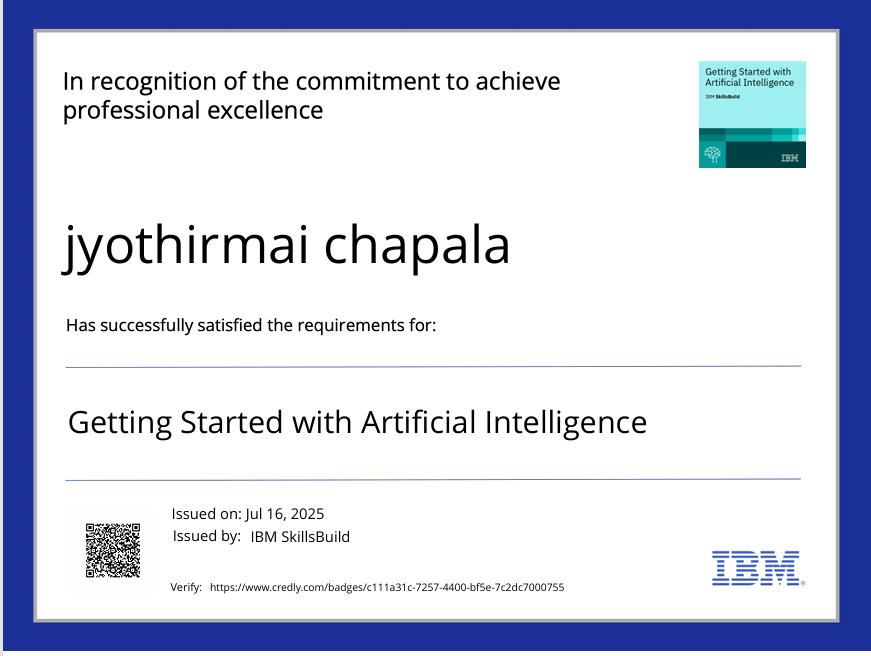 In recognition of the commitment to achieve
professional excellence
Getting Started with
Artificial Intelligence
IBM SkillsBuild
IBM
jyothirmai chapala
Has successfully satisfied the requirements for:
Getting Started with Artificial Intelligence
Issued on: Jul 16, 2025
Issued by: IBM SkillsBuild
Verify: https://www.credly.com/badges/c111a31c-7257-4400-bf5e-7c2dc7000755
IBM®